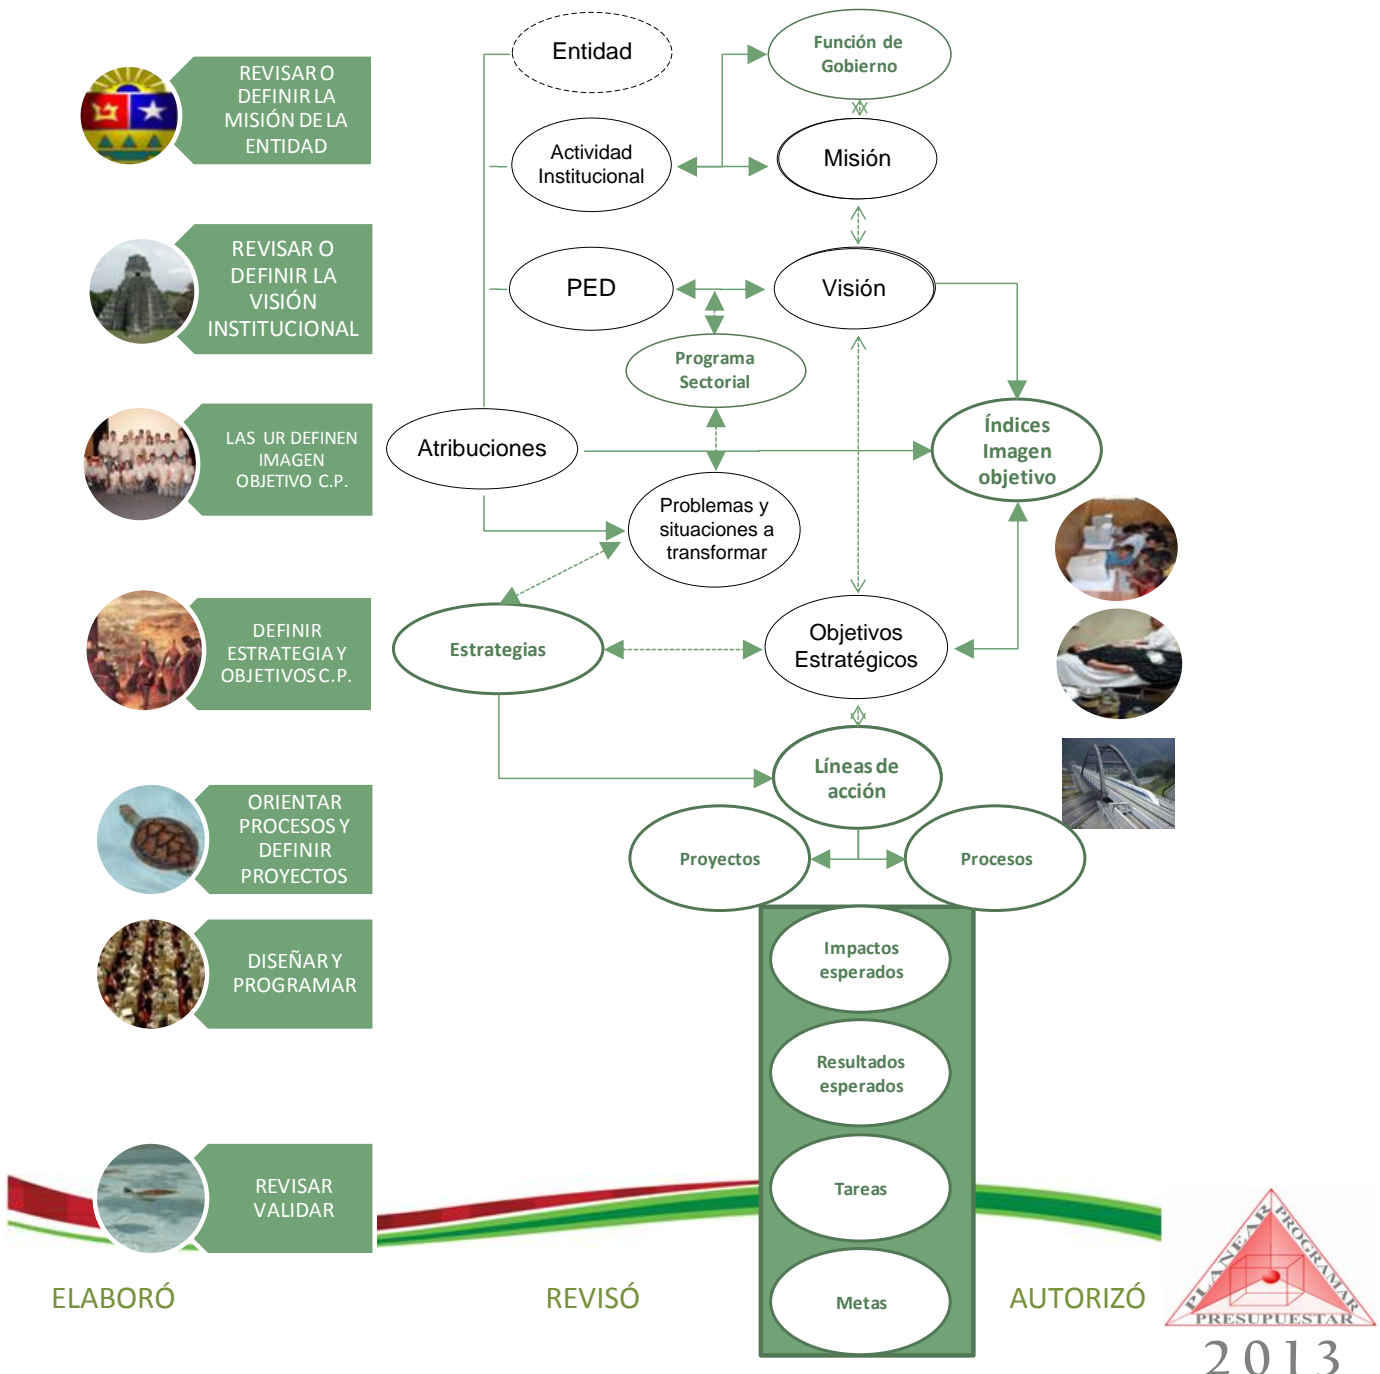 REVISAR O
DEFINIR LA
MISIÓN DE LA
ENTIDAD
REVISAR O
DEFINIR LA
VISIÓN
INSTITUCIONAL
LAS UR DEFINEN
IMAGEN
OBJETIVO C.P.
DEFINIR
ESTRATEGIA Y
OBJETIVOS C.P.
ORIENTAR
PROCESOS Y
DEFINIR
PROYECTOS
DISEÑAR Y
PROGRAMAR
REVISAR
VALIDAR
Entidad
Función de
Gobierno
Actividad
Institucional
Misión
PED
Visión
Programa
Sectorial
Atribuciones
Índices
Imagen
objetivo
Problemas y
situaciones a
transformar
Estrategias
Objetivos
Estratégicos
Líneas de
acción
Proyectos
Procesos
Impactos
esperados
Resultados
esperados
Tareas
Metas
ELABORÓ
REVISÓ
AUTORIZÓ
PLANEAR
PROGRAMAR
PRESUPUESTAR
2013